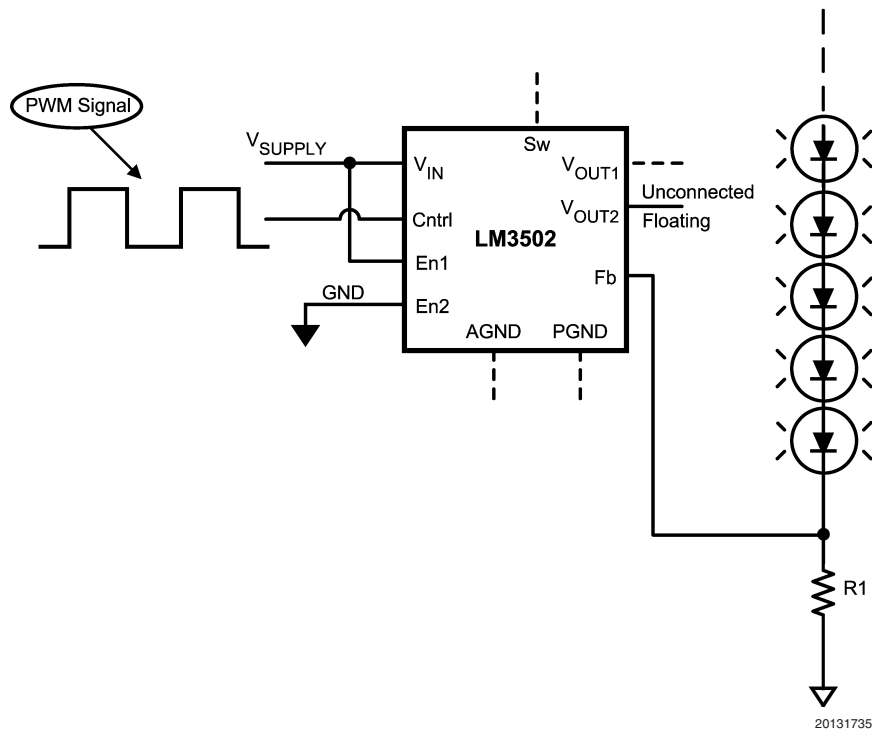 PWM Signal
VSUPPLY
VIN
Cntrl
En1
En2
GND
Sw
LM3502
VOUT1
VOUT2
Fb
AGND
PGND
Unconnected
Floating
R1
20131735